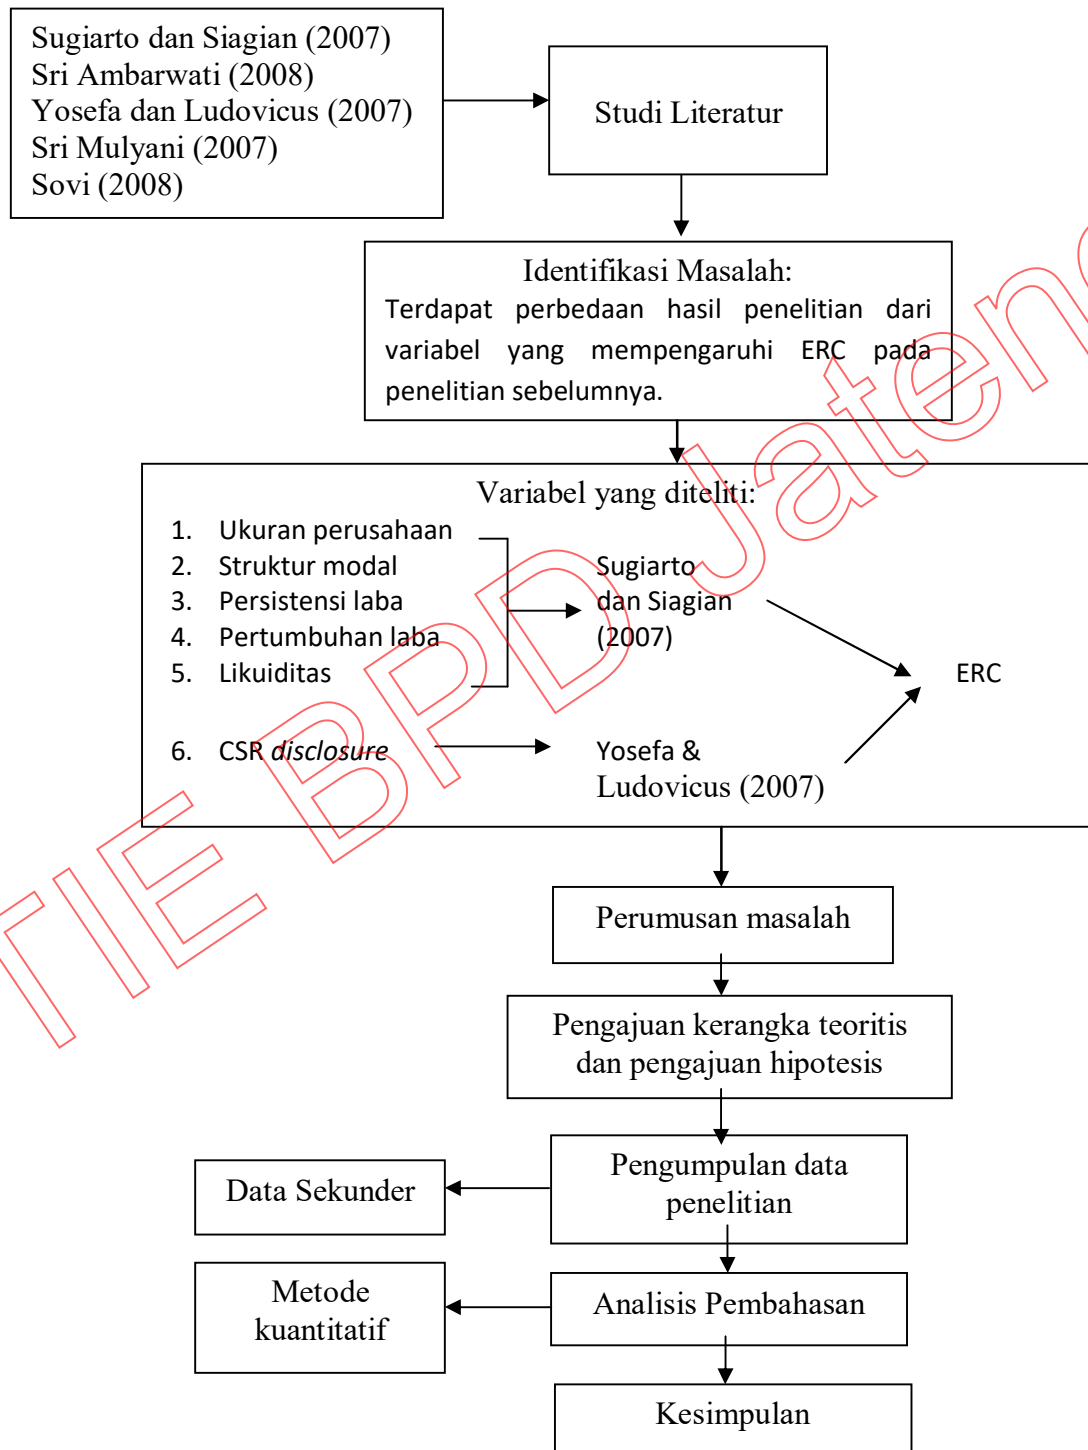 Sugiarto dan Siagian (2007)
Sri Ambarwati (2008)
Yosefa dan Ludovicus (2007)
Sri Mulyani (2007)
Sovi (2008)
Studi Literatur
Identifikasi Masalah:
Terdapat perbedaan hasil penelitian dari
variabel yang mempengaruhi ERC pada
penelitian sebelumnya.
Variabel yang diteliti:
1. Ukuran perusahaan
2. Struktur modal
3. Persistensi laba
4. Pertumbuhan laba
5. Likuiditas
Sugiarto
dan Siagian
(2007)
ERC
6. CSR disclosure
Yosefa &
Ludovicus (2007)
Perumusan masalah
Pengajuan kerangka teoritis
dan pengajuan hipotesis
Pengumpulan data
penelitian
Data Sekunder
Analisis Pembahasan
Metode
kuantitatif
Kesimpulan
TIE BPD Jateng